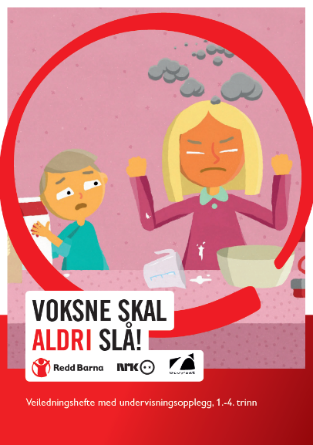 VOKSNE SKAL
ALDRI SLÅ!
Redd Barna NRK
Veiledningshefte med undervisningsopplegg, 1.-4. trinn